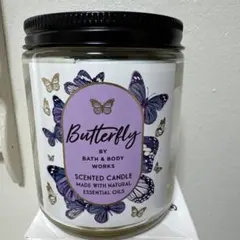 Butterfly
BY
BATH & BODY
WORKS
SCENTED CANDLE
MADE WITH NATURAL
ESSENTIAL OILS